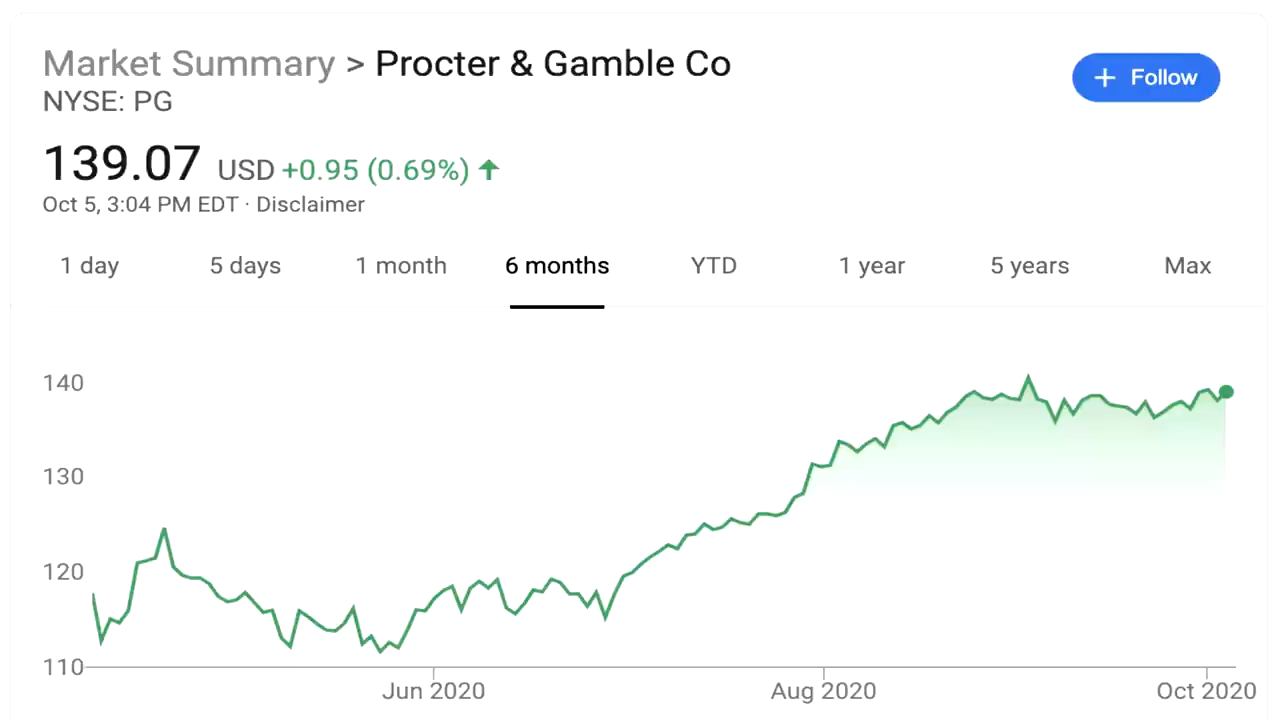 Market Summary > Procter & Gamble Co
+ Follow
NYSE: PG
139.07 USD +0.95 (0.69%) ↑
Oct 5, 3:04 PM EDT · Disclaimer
1 day 5 days 1 month 6 months YTD 1 year 5 years Max
140
130
120
110
Jun 2020 Aug 2020 Oct 2020